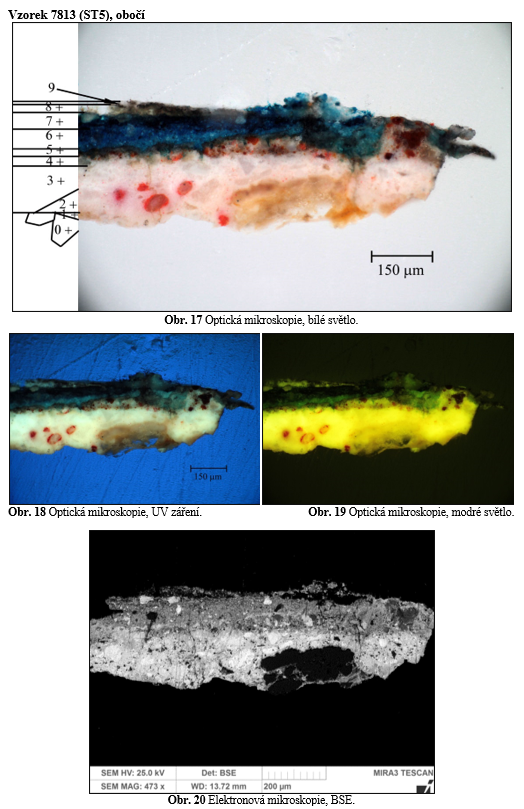 Vzorek 7813 (ST5), obočí
9
8 +
7 +
6 +
5 +
4 +
3 +
2 +
1 +
0 +
150 µm
Obr. 17 Optická mikroskopie, bílé světlo.
150 µm
Obr. 18 Optická mikroskopie, UV záření.
Obr. 19 Optická mikroskopie, modré světlo.
SEM HV: 25.0 kV
Det: BSE
MIRA3 TESCAN
SEM MAG: 473 x
WD: 13.72 mm
200 µm
Obr. 20 Elektronová mikroskopie, BSE.